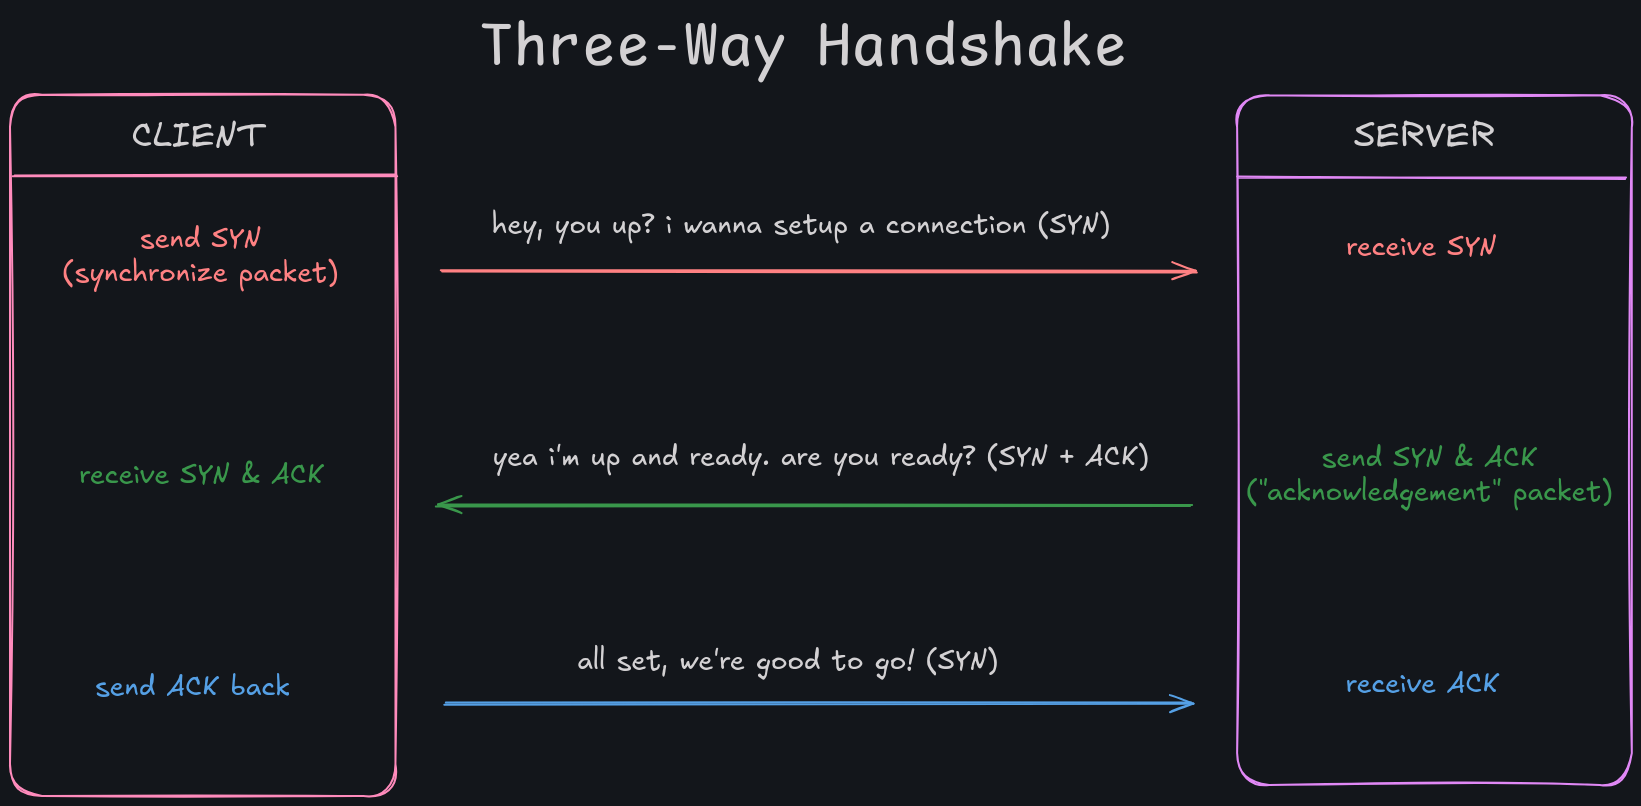 Three-Way Handshake
CLIENT
SERVER
send SYN
(synchronize packet)
hey, you up? i wanna setup a connection (SYN)
receive SYN
receive SYN & ACK
yea i'm up and ready. are you ready? (SYN + ACK)
send SYN & ACK
("acknowledgement" packet)
send ACK back
all set, we're good to go! (SYN)
receive ACK